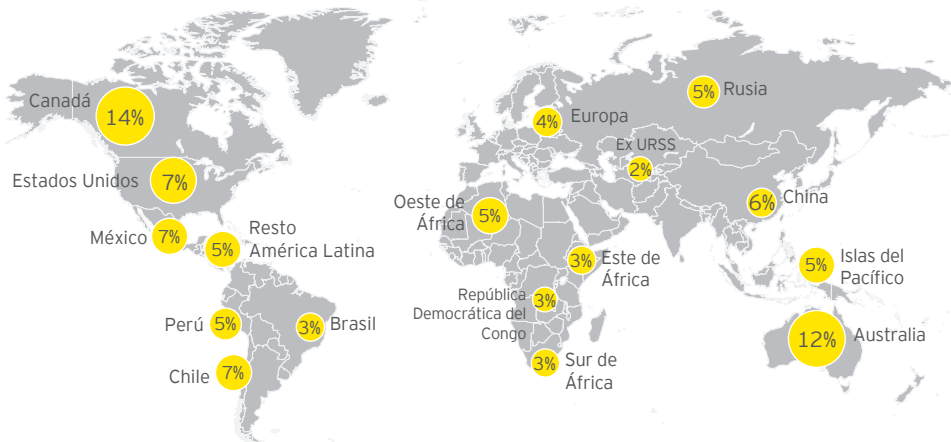 Canadá
14%
Estados Unidos
7%
México
7%
Resto
América Latina
5%
Perú
5%
Brasil
3%
Chile
7%
Rusia
5%
Europa
4%
Ex URSS
2%
China
6%
Oeste de
África
5%
Este de
África
3%
República
Democrática del
Congo
3%
Sur de
África
3%
Islas del
Pacífico
5%
Australia
12%